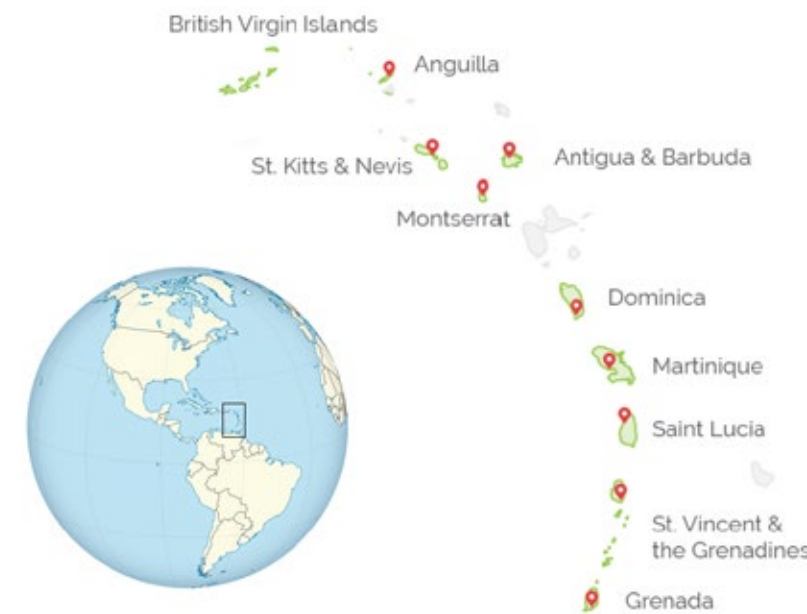 British Virgin Islands
Anguilla
St. Kitts & Nevis
Antigua & Barbuda
Montserrat
Dominica
Martinique
Saint Lucia
St. Vincent &
the Grenadines
Grenada